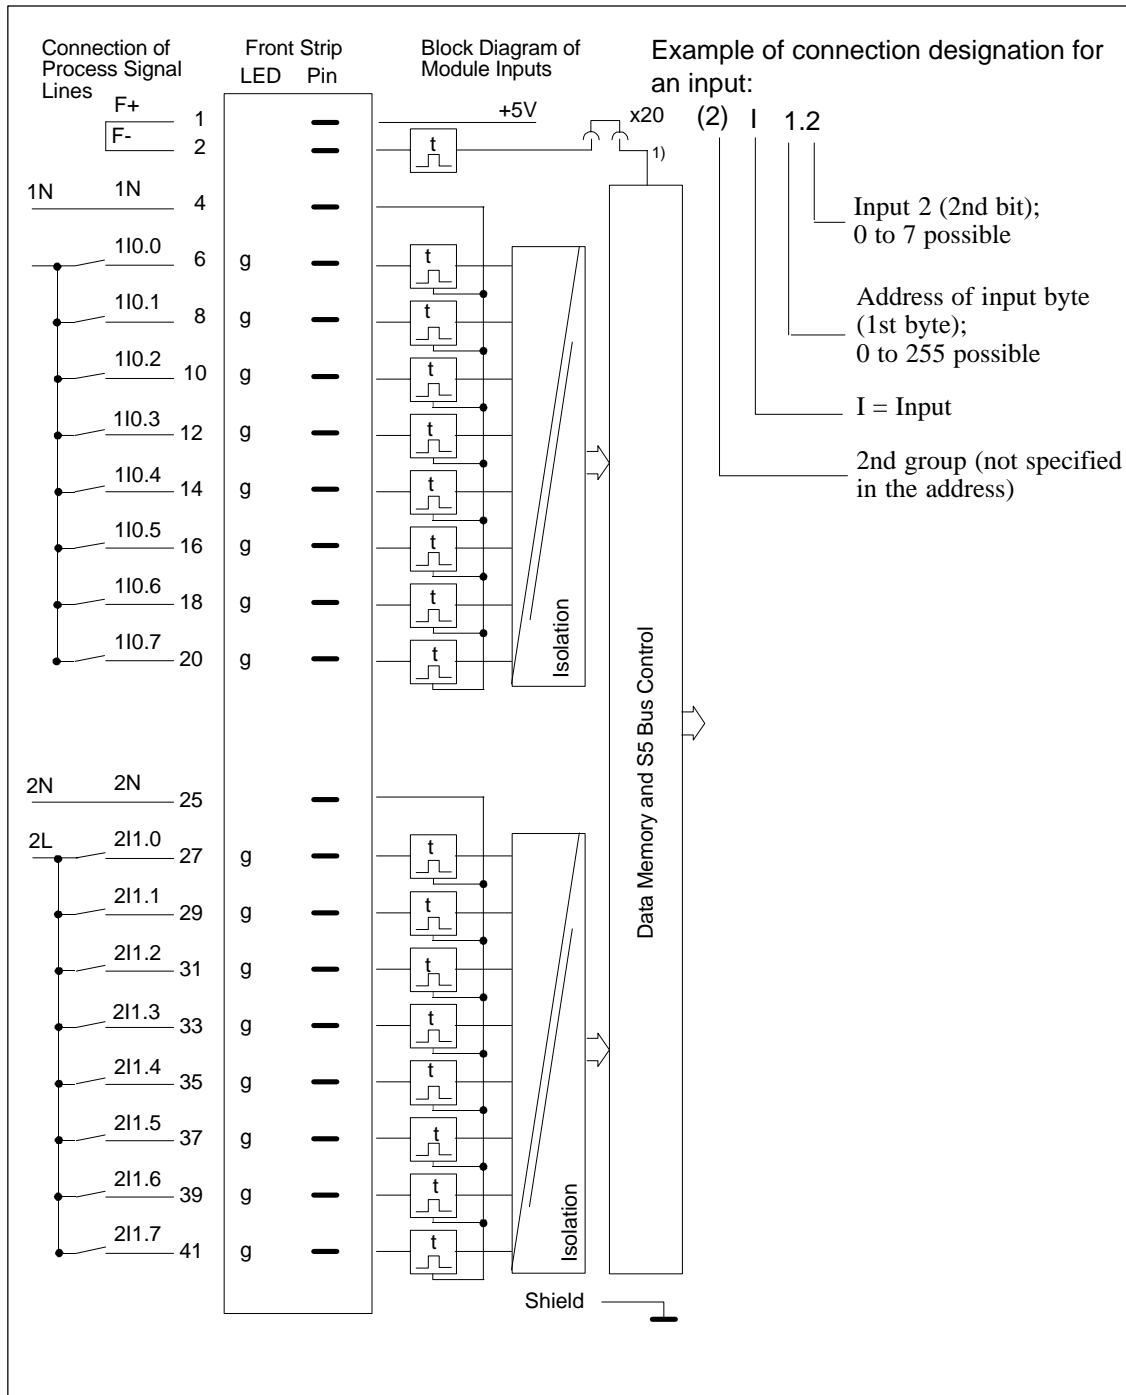 Connection of
Process Signal
Lines
Front Strip
LED Pin
Block Diagram of
Module Inputs
Example of connection designation for
an input:
F+ 1 +5V x20 (2) I 1.2
F- 2 t 1)
1N 1N 4
1I0.0 6 g t
1I0.1 8 g t
1I0.2 10 g t
1I0.3 12 g t
1I0.4 14 g t
1I0.5 16 g t
1I0.6 18 g t
1I0.7 20 g t
Isolation
2N 2N 25
2L 2I1.0 27 g t
2I1.1 29 g t
2I1.2 31 g t
2I1.3 33 g t
2I1.4 35 g t
2I1.5 37 g t
2I1.6 39 g t
2I1.7 41 g t
Isolation
Data Memory and S5 Bus Control
Shield
Input 2 (2nd bit);
0 to 7 possible
Address of input byte
(1st byte);
0 to 255 possible
I = Input
2nd group (not specified
in the address)